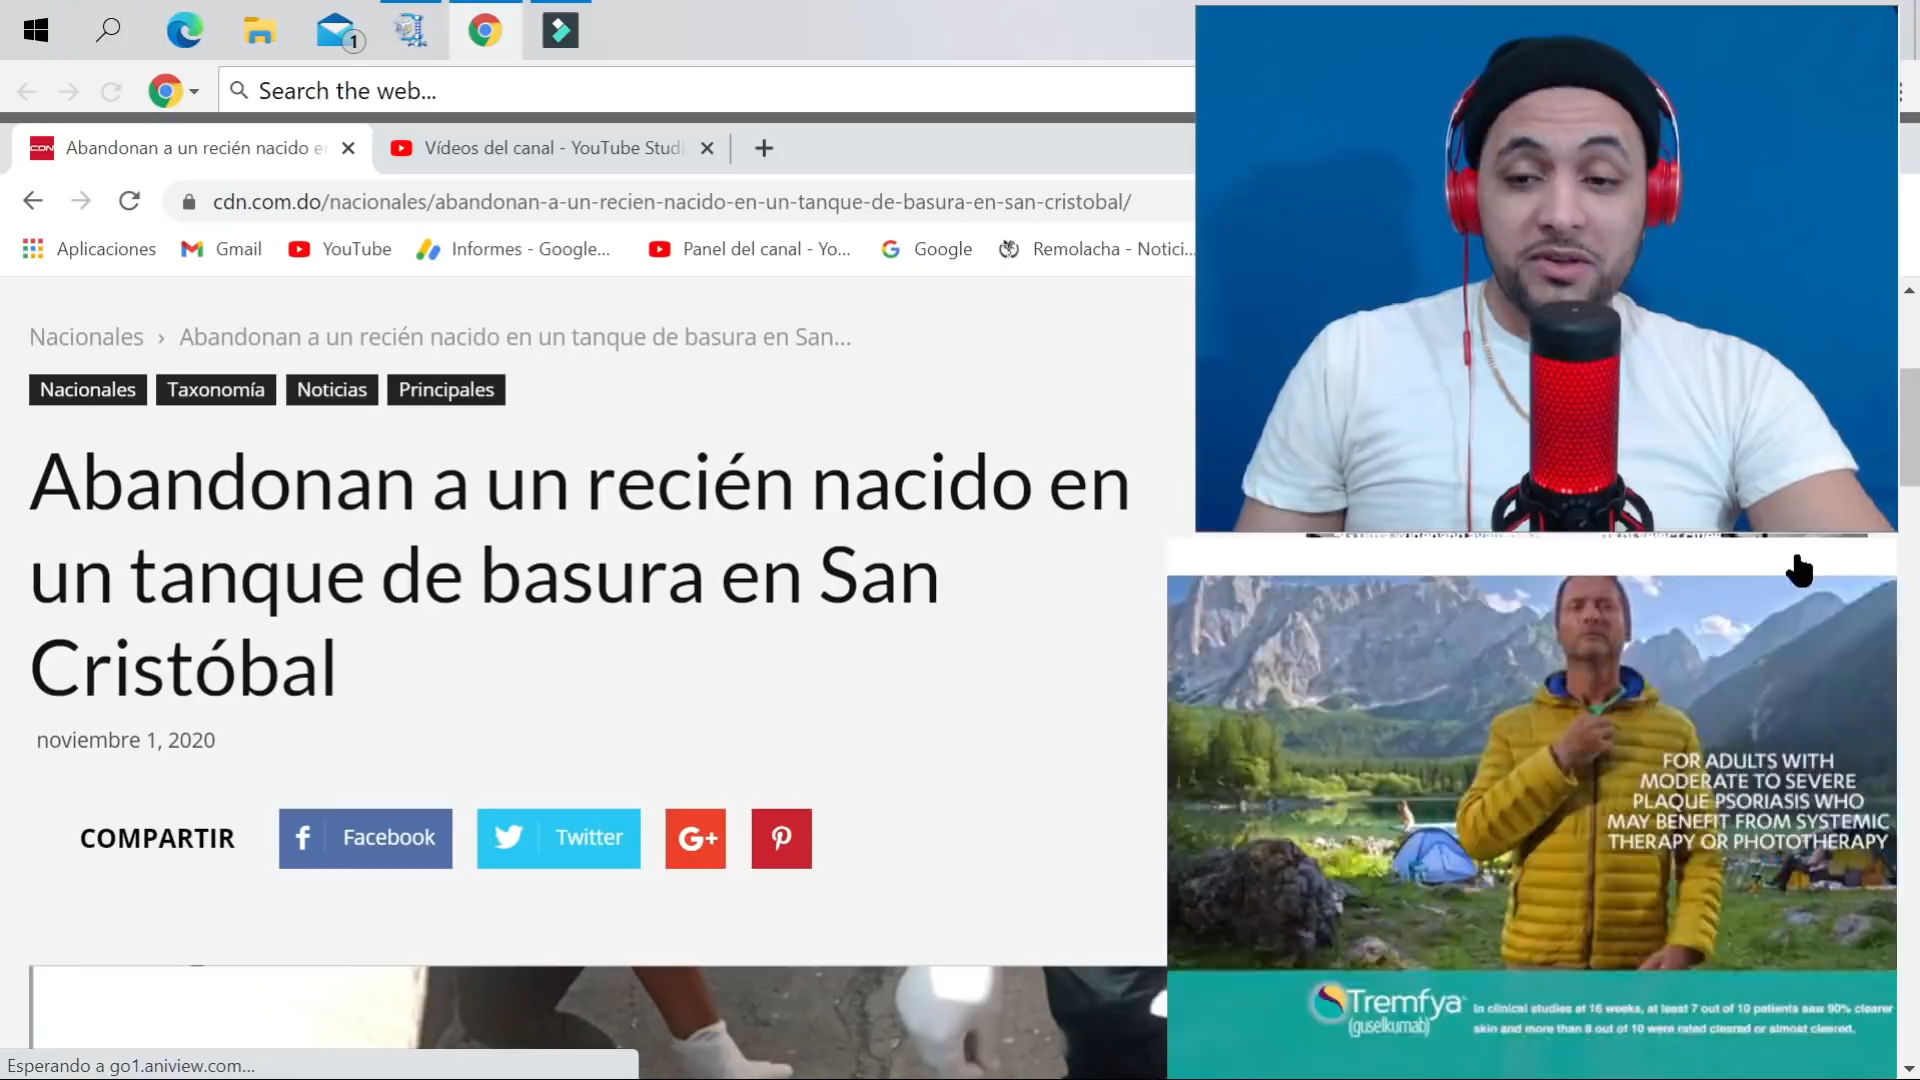 1
Search the web...
Abandonan a un recién nacido e
Vídeos del canal - YouTube Studi
cdn.com.do/nacionales/abandonan-a-un-recien-nacido-en-un-tanque-de-basura-en-san-cristobal/
Aplicaciones
Gmail
YouTube
Informes - Google...
Panel del canal - Yo...
Google
Remolacha - Notici...
Nacionales › Abandonan a un recién nacido en un tanque de basura en San...
Nacionales
Taxonomía
Noticias
Principales
Abandonan a un recién nacido en
un tanque de basura en San
Cristóbal
noviembre 1, 2020
COMPARTIR
Facebook
Twitter
G+
FOR ADULTS WITH
MODERATE TO SEVERE
PLAQUE PSORIASIS WHO
MAY BENEFIT FROM SYSTEMIC
THERAPY OR PHOTOTHERAPY
Tremfya
(guselkumab)
In clinical studies at 16 weeks, at least 7 out of 10 patients saw 90% clearer
skin and more than 8 out of 10 were rated cleared or almost cleared.
Esperando a go1.aniview.com...